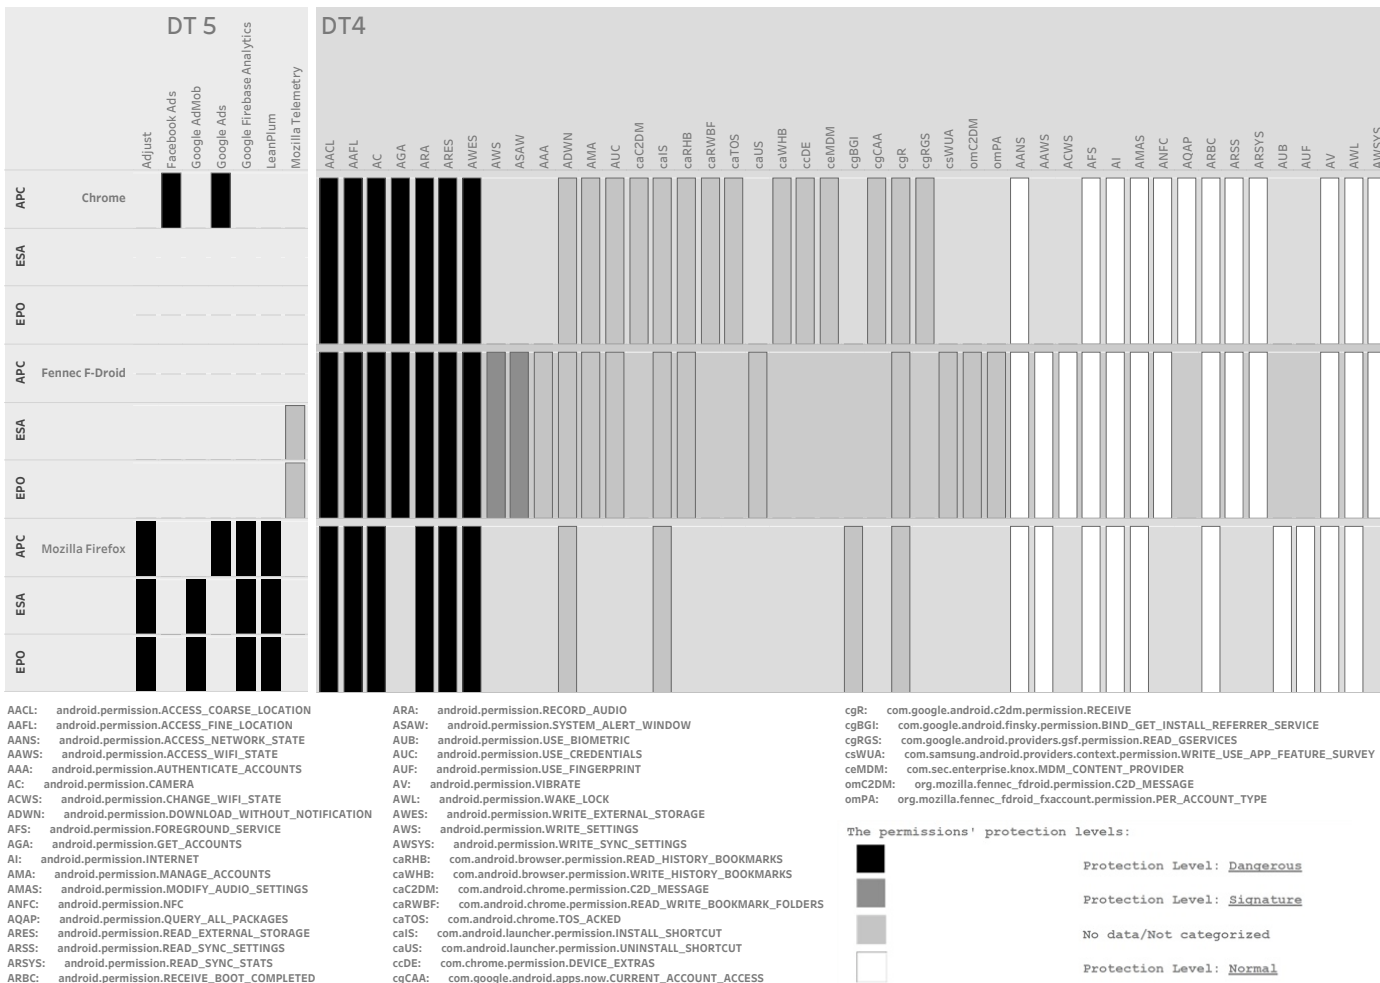 DT 5
DT4
Adjust
Facebook Ads
Google AdMob
Google Ads
Google Firebase Analytics
LeanPlum
Mozilla Telemetry
AACL
AAFL
AC
AGA
ARA
ARES
AWES
AWS
ASAW
AAA
ADWN
AMA
AUC
caC2DM
caIS
caRHB
caRWBF
caTOS
caUS
caWHB
ccDE
ceMDM
cgBGI
cgCAA
cgR
cgRGS
csWUA
omC2DM
omPA
AANS
AAWS
ACWS
AFS
AI
AMAS
ANFC
AQAP
ARBC
ARSS
ARSYS
AUB
AUF
AV
AWL
AWSYS
APC Chrome
ESA
EPO
APC Fennec F-Droid
ESA
EPO
APC Mozilla Firefox
ESA
EPO
AACL: android.permission.ACCESS_COARSE_LOCATION
AAFL: android.permission.ACCESS_FINE_LOCATION
AANS: android.permission.ACCESS_NETWORK_STATE
AAWS: android.permission.ACCESS_WIFI_STATE
AAA: android.permission.AUTHENTICATE_ACCOUNTS
AC: android.permission.CAMERA
ACWS: android.permission.CHANGE_WIFI_STATE
ADWN: android.permission.DOWNLOAD_WITHOUT_NOTIFICATION
AFS: android.permission.FOREGROUND_SERVICE
AGA: android.permission.GET_ACCOUNTS
AI: android.permission.INTERNET
AMA: android.permission.MANAGE_ACCOUNTS
AMAS: android.permission.MODIFY_AUDIO_SETTINGS
ANFC: android.permission.NFC
AQAP: android.permission.QUERY_ALL_PACKAGES
ARES: android.permission.READ_EXTERNAL_STORAGE
ARSS: android.permission.READ_SYNC_SETTINGS
ARSYS: android.permission.READ_SYNC_STATS
ARBC: android.permission.RECEIVE_BOOT_COMPLETED
ARA: android.permission.RECORD_AUDIO
ASAW: android.permission.SYSTEM_ALERT_WINDOW
AUB: android.permission.USE_BIOMETRIC
AUC: android.permission.USE_CREDENTIALS
AUF: android.permission.USE_FINGERPRINT
AV: android.permission.VIBRATE
AWL: android.permission.WAKE_LOCK
AWES: android.permission.WRITE_EXTERNAL_STORAGE
AWS: android.permission.WRITE_SETTINGS
AWSYS: android.permission.WRITE_SYNC_SETTINGS
caRHB: com.android.browser.permission.READ_HISTORY_BOOKMARKS
caWHB: com.android.browser.permission.WRITE_HISTORY_BOOKMARKS
caC2DM: com.android.chrome.permission.C2D_MESSAGE
caRWBF: com.android.chrome.permission.READ_WRITE_BOOKMARK_FOLDERS
caTOS: com.android.chrome.TOS_ACKED
caIS: com.android.launcher.permission.INSTALL_SHORTCUT
caUS: com.android.launcher.permission.UNINSTALL_SHORTCUT
ccDE: com.chrome.permission.DEVICE_EXTRAS
cgCAA: com.google.android.apps.now.CURRENT_ACCOUNT_ACCESS
cgR: com.google.android.c2dm.permission.RECEIVE
cgBGI: com.google.android.finsky.permission.BIND_GET_INSTALL_REFERRER_SERVICE
cgRGS: com.google.android.providers.gsf.permission.READ_GSERVICES
csWUA: com.samsung.android.providers.context.permission.WRITE_USE_APP_FEATURE_SURVEY
ceMDM: com.sec.enterprise.knox.MDM_CONTENT_PROVIDER
omC2DM: org.mozilla.fennec_fdroid.permission.C2D_MESSAGE
omPA: org.mozilla.fennec_fdroid_fxaccount.permission.PER_ACCOUNT_TYPE
The permissions' protection levels:
Protection Level: Dangerous
Protection Level: Signature
No data/Not categorized
Protection Level: Normal